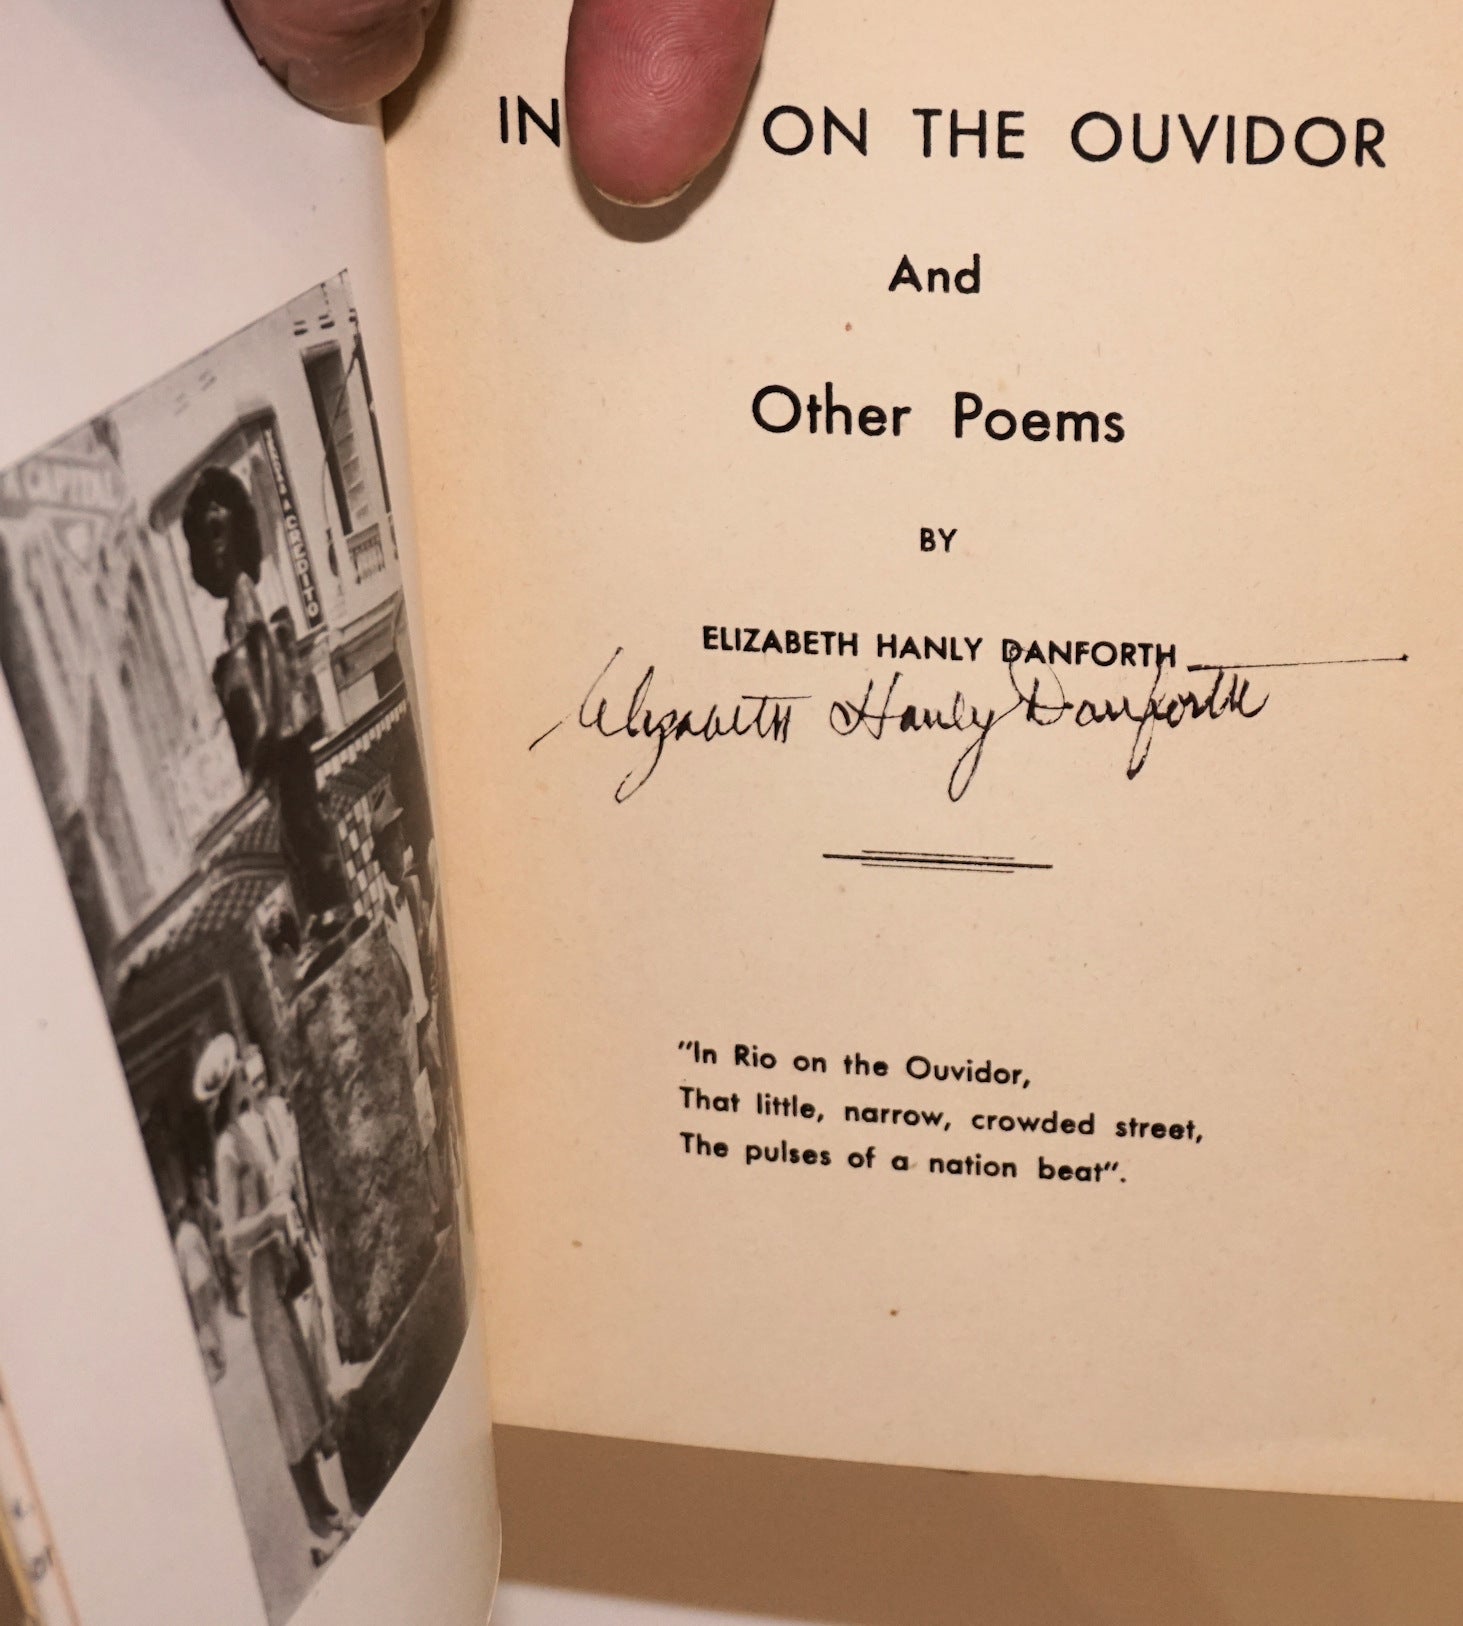 IN ON THE OUVIDOR
And
Other Poems
BY
ELIZABETH HANLY DANFORTH
Elizabeth Hanly Danforth
"In Rio on the Ouvidor,
That little, narrow, crowded street,
The pulses of a nation beat".
CAPITAL
CREDITO